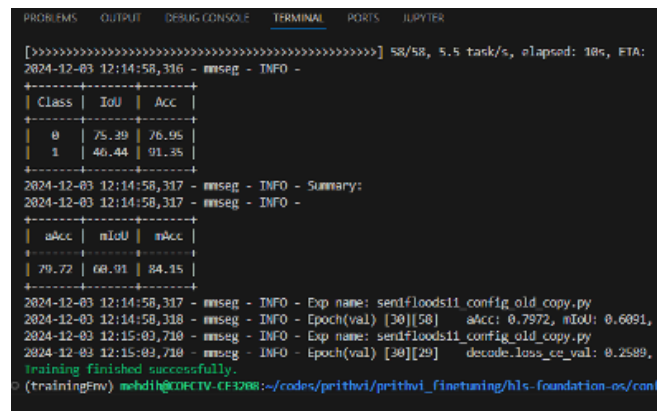 PROBLEMS OUTPUT DEBUG CONSOLE TERMINAL PORTS JUPYTER
[>>>>>>>>>>>>>>>>>>>>>>>>>>>>>>>>>>>>>>>>>>>>>>>>>>] 58/58, 5.5 task/s, elapsed: 10s, ETA:
2024-12-03 12:14:58,316 - mmseg - INFO -
+-------+-------+-------+
| Class | IoU | Acc |
+-------+-------+-------+
| 0 | 75.39 | 76.95 |
| 1 | 46.44 | 91.35 |
+-------+-------+-------+
2024-12-03 12:14:58,317 - mmseg - INFO - Summary:
2024-12-03 12:14:58,317 - mmseg - INFO -
+-------+-------+-------+
| aAcc | mIoU | mAcc |
+-------+-------+-------+
| 79.72 | 60.91 | 84.15 |
+-------+-------+-------+
2024-12-03 12:14:58,317 - mmseg - INFO - Exp name: sen1floods11_config_old_copy.py
2024-12-03 12:14:58,318 - mmseg - INFO - Epoch(val) [30][58] aAcc: 0.7972, mIoU: 0.6091,
2024-12-03 12:15:03,710 - mmseg - INFO - Exp name: sen1floods11_config_old_copy.py
2024-12-03 12:15:03,710 - mmseg - INFO - Epoch(val) [30][29] decode.loss_ce_val: 0.2589,
Training finished successfully.
(trainingEnv) mehdih@COECIV-CE3208:~/codes/prithvi/prithvi_finetuning/hls-foundation-os/con